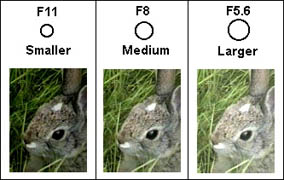 F11
Smaller
F8
Medium
F5.6
Larger